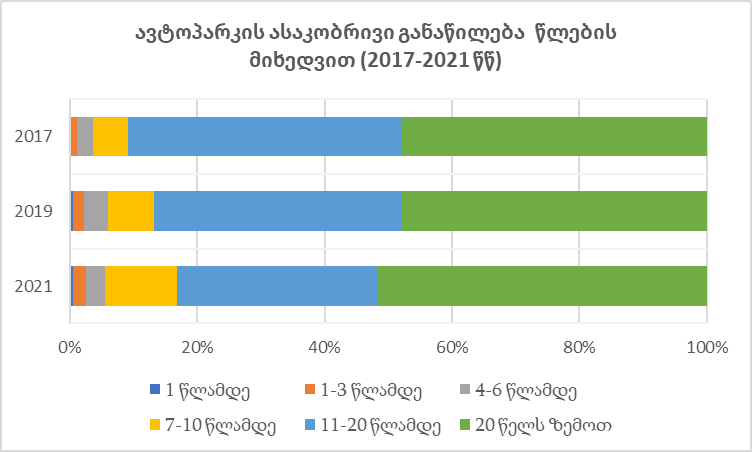 ავტოპარკის ასაკობრივი განაწილება წლების
მიხედვით (2017-2021 წწ)
2017
2019
2021
0% 20% 40% 60% 80% 100%
1 წლამდე 1-3 წლამდე 4-6 წლამდე
7-10 წლამდე 11-20 წლამდე 20 წელს ზემოთ